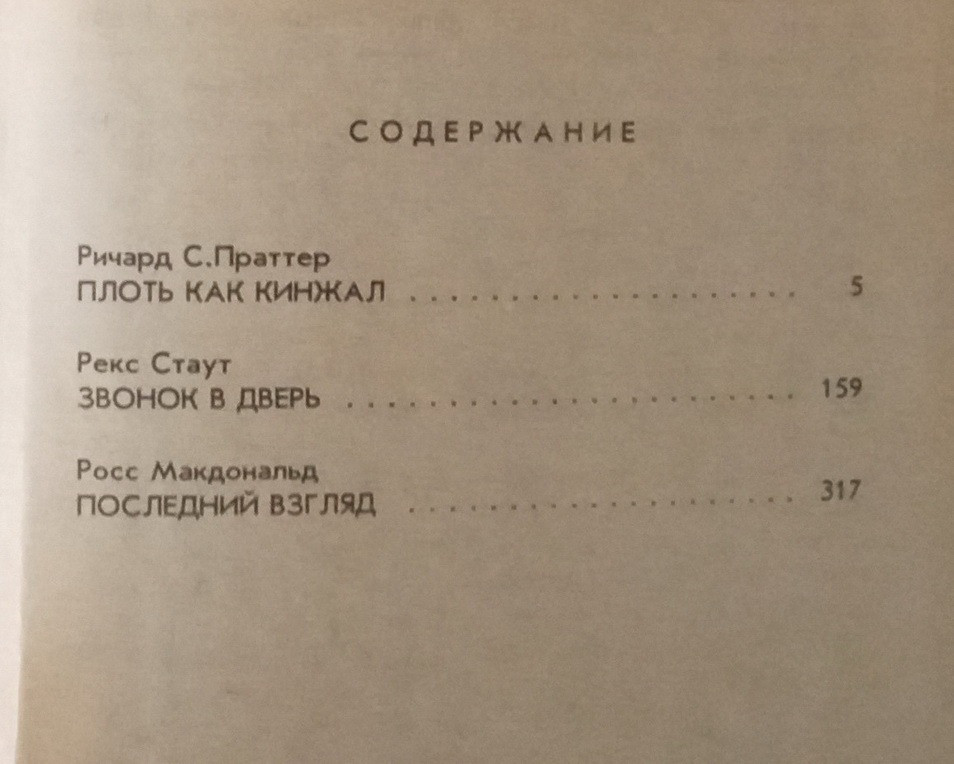 СОДЕРЖАНИЕ
Ричард С.Праттер
ПЛОТЬ КАК КИНЖАЛ . . . . . . . . . . . . . . . . . . . . 5
Рекс Стаут
ЗВОНОК В ДВЕРЬ . . . . . . . . . . . . . . . . . . . . . . . 159
Росс Макдональд
ПОСЛЕДНИЙ ВЗГЛЯД . . . . . . . . . . . . . . . . . . . 317